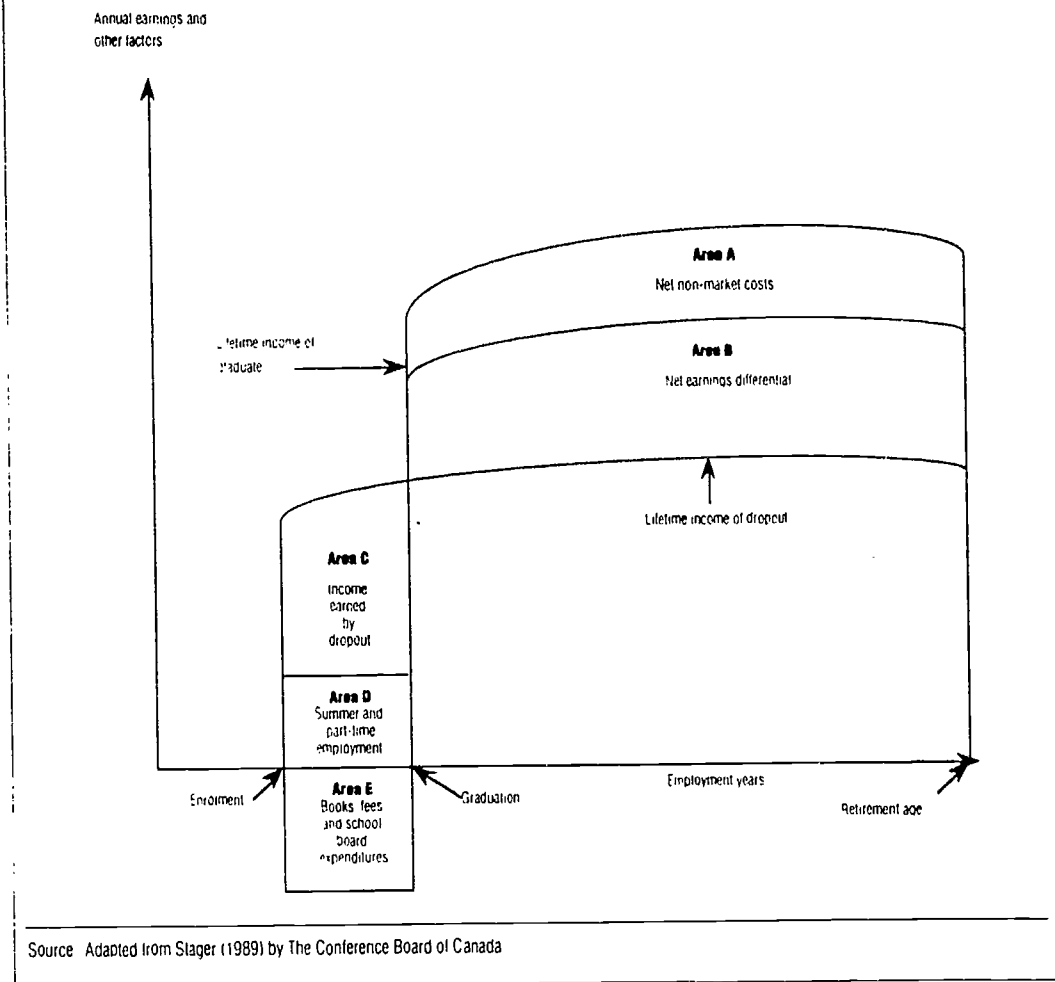 Annual earnings and
other factors
Area A
Net non-market costs
Lifetime income of
graduate
Area B
Net earnings differential
Lifetime income of dropout
Area C
Income
earned
by
dropout
Area D
Summer and
part-time
employment
Enrolment
Graduation
Employment years
Retirement age
Area E
Books fees
and school
board
expenditures
Source Adapted from Slager (1989) by The Conference Board of Canada